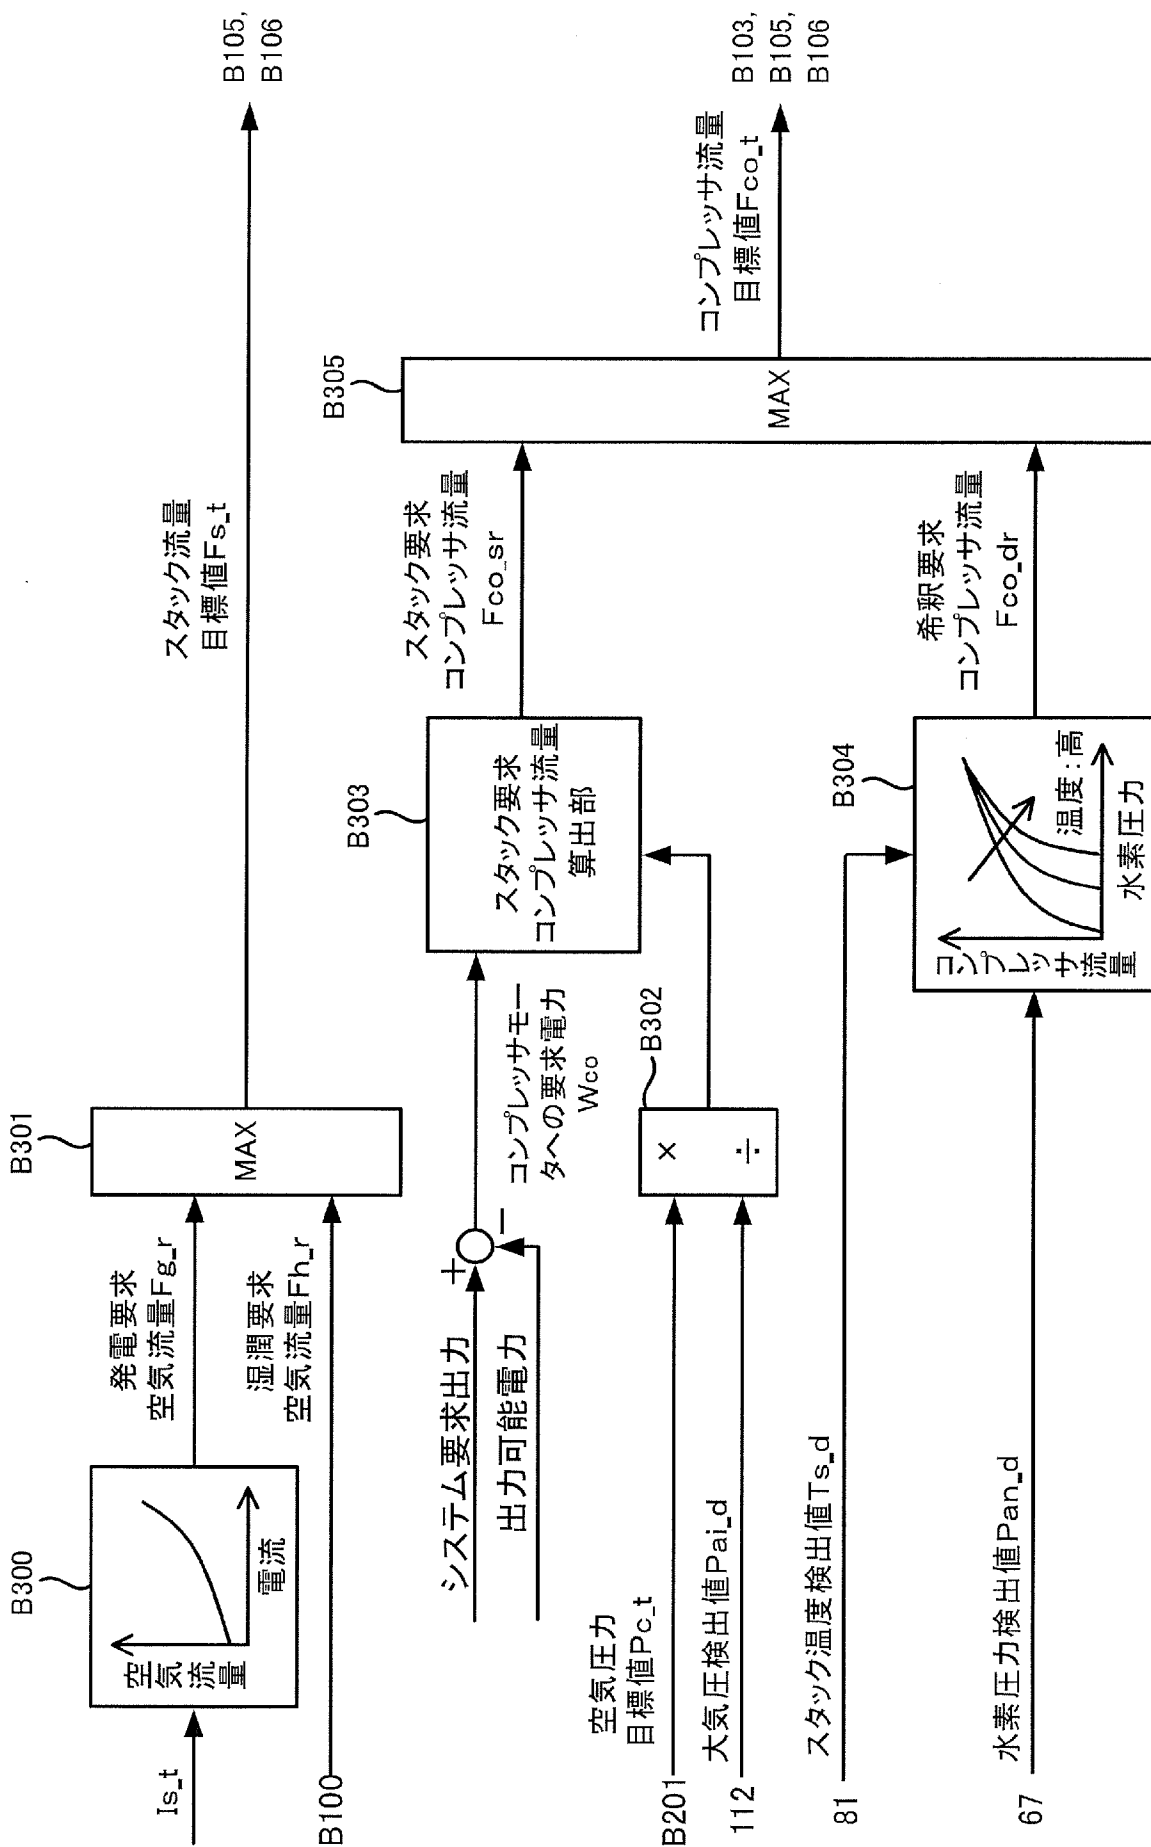 Is_t
B300
空気流量
電流
発電要求
空気流量Fg_r
B100
湿潤要求
空気流量Fh_r
B301
MAX
スタック流量
目標値Fs_t
B105,
B106
システム要求出力
出力可能電力
+
−
コンプレッサモー
タへの要求電力
Wco
B201
空気圧力
目標値Pc_t
112
大気圧検出値Pai_d
B302
×
÷
B303
スタック要求
コンプレッサ流量
算出部
スタック要求
コンプレッサ流量
Fco_sr
81
スタック温度検出値Ts_d
67
水素圧力検出値Pan_d
B304
コンプレッサ流量
温度:高
水素圧力
希釈要求
コンプレッサ流量
Fco_dr
B305
MAX
コンプレッサ流量
目標値Fco_t
B103,
B105,
B106